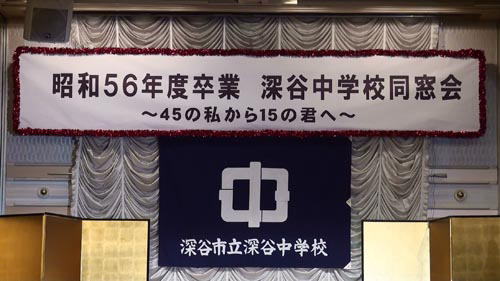 昭和56年度卒業 深谷中学校同窓会
～45の私から15の君へ～
中
深谷市立深谷中学校